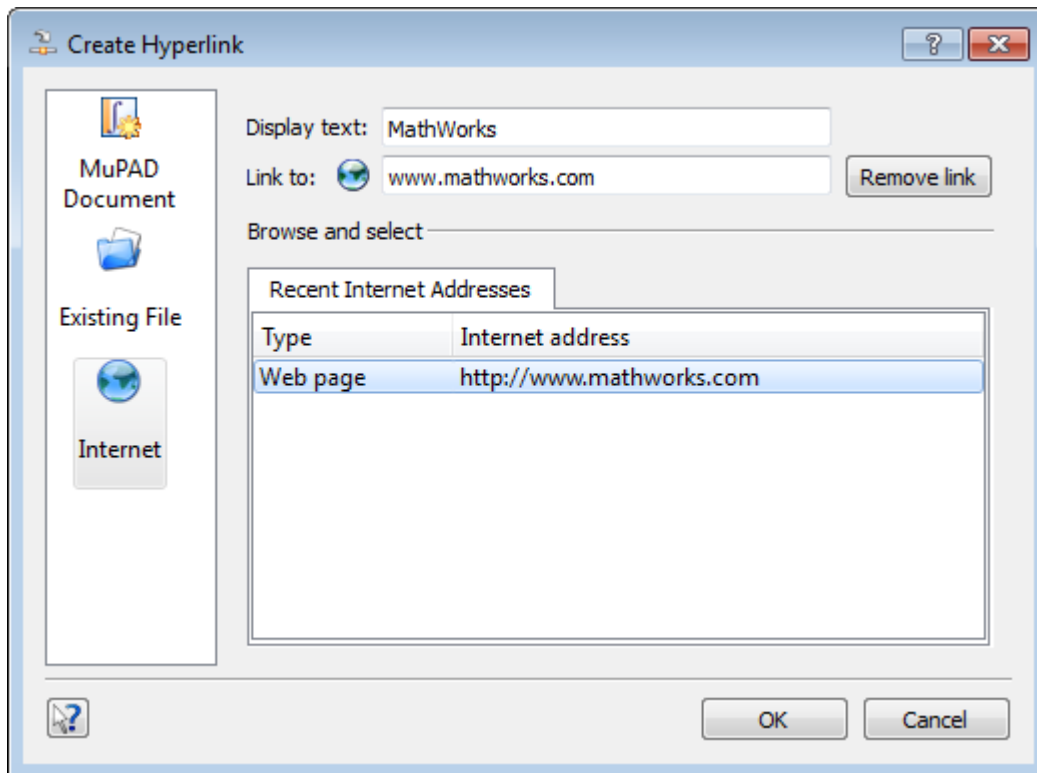 Create Hyperlink
MuPAD
Document
Existing File
Internet
Display text: MathWorks
Link to: www.mathworks.com Remove link
Browse and select
Recent Internet Addresses
Type Internet address
Web page http://www.mathworks.com
OK Cancel